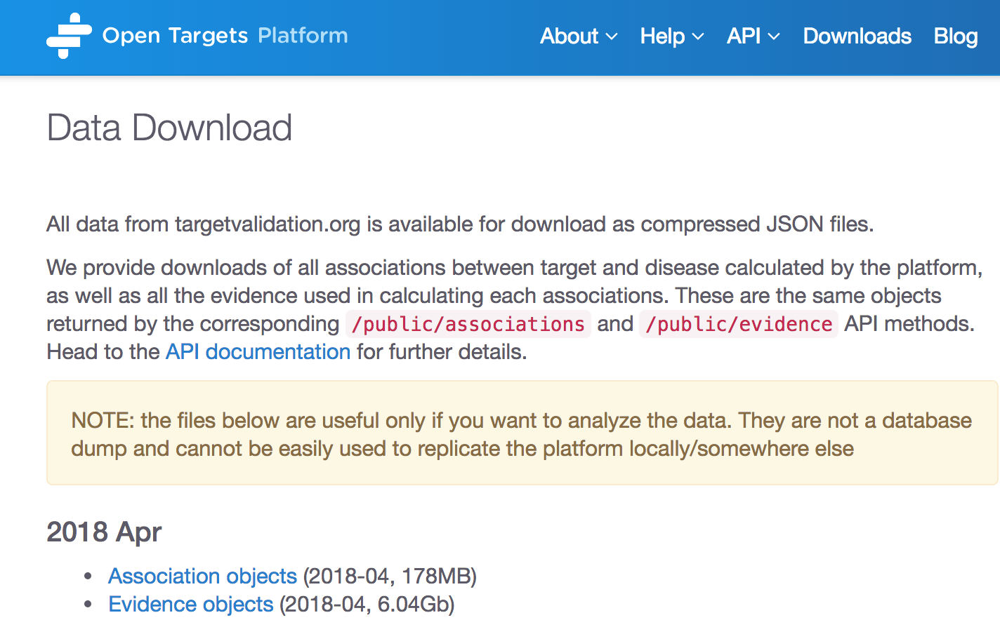 Open Targets Platform
About Help API Downloads Blog
Data Download
All data from targetvalidation.org is available for download as compressed JSON files.
We provide downloads of all associations between target and disease calculated by the platform,
as well as all the evidence used in calculating each associations. These are the same objects
returned by the corresponding /public/associations and /public/evidence API methods.
Head to the API documentation for further details.
NOTE: the files below are useful only if you want to analyze the data. They are not a database
dump and cannot be easily used to replicate the platform locally/somewhere else
2018 Apr
• Association objects (2018-04, 178MB)
• Evidence objects (2018-04, 6.04Gb)